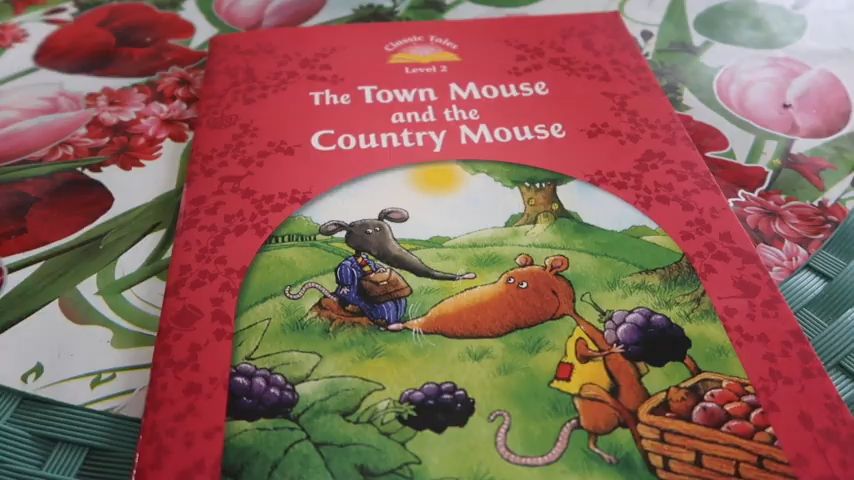 Classic Tales
Level 2
The Town Mouse
and the
Country Mouse